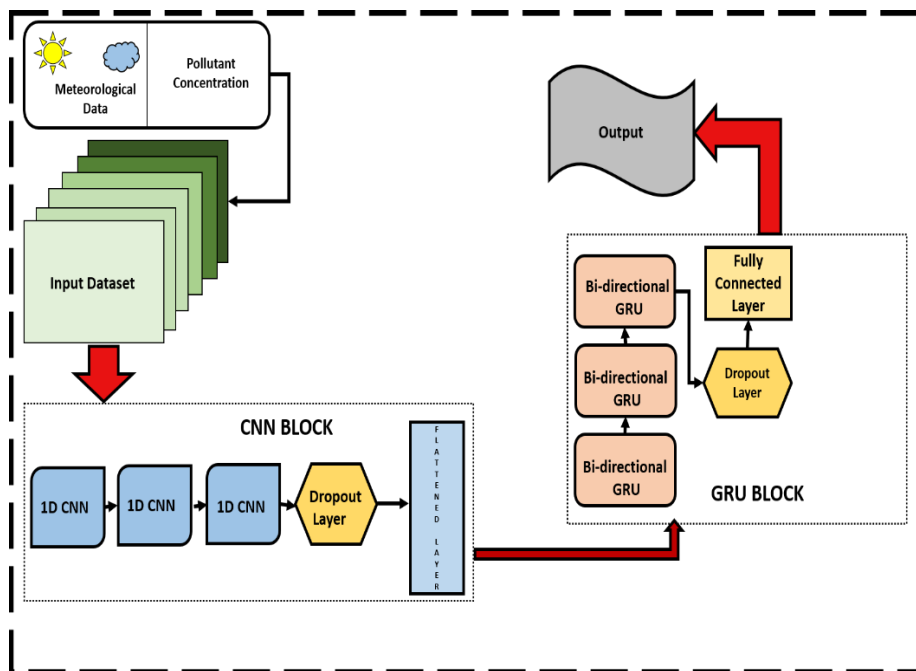 Meteorological
Data
Pollutant
Concentration
Input Dataset
CNN BLOCK
1D CNN
1D CNN
1D CNN
Dropout
Layer
FLATTENED LAYER
Output
Bi-directional
GRU
Bi-directional
GRU
Bi-directional
GRU
Fully
Connected
Layer
Dropout
Layer
GRU BLOCK